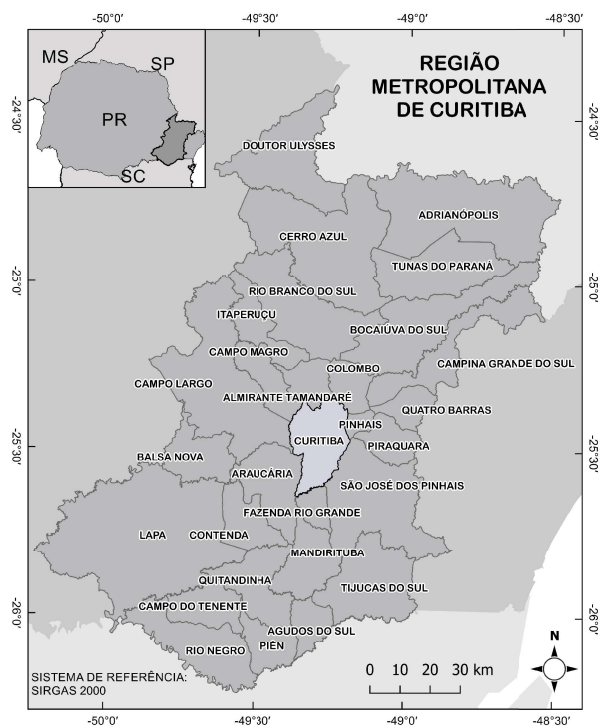 -50°0'
-49°30'
-49°0'
-48°30'
MS
SP
PR
SC
REGIÃO
METROPOLITANA
DE CURITIBA
-24°30'
-24°30'
DOUTOR ULYSSES
ADRIANÓPOLIS
CERRO AZUL
TUNAS DO PARANÁ
-25°0'
-25°0'
RIO BRANCO DO SUL
ITAPERUÇU
BOCAIÚVA DO SUL
CAMPO MAGRO
CAMPINA GRANDE DO SUL
COLOMBO
CAMPO LARGO
ALMIRANTE TAMANDARÉ
QUATRO BARRAS
PINHAIS
CURITIBA
PIRAQUARA
-25°30'
-25°30'
BALSA NOVA
ARAUCÁRIA
SÃO JOSÉ DOS PINHAIS
FAZENDA RIO GRANDE
LAPA
CONTENDA
MANDIRITUBA
QUITANDINHA
TIJUCAS DO SUL
CAMPO DO TENENTE
-26°0'
-26°0'
AGUDOS DO SUL
PIEN
RIO NEGRO
N
SISTEMA DE REFERÊNCIA:
SIRGAS 2000
0 10 20 30 km
-50°0'
-49°30'
-49°0'
-48°30'